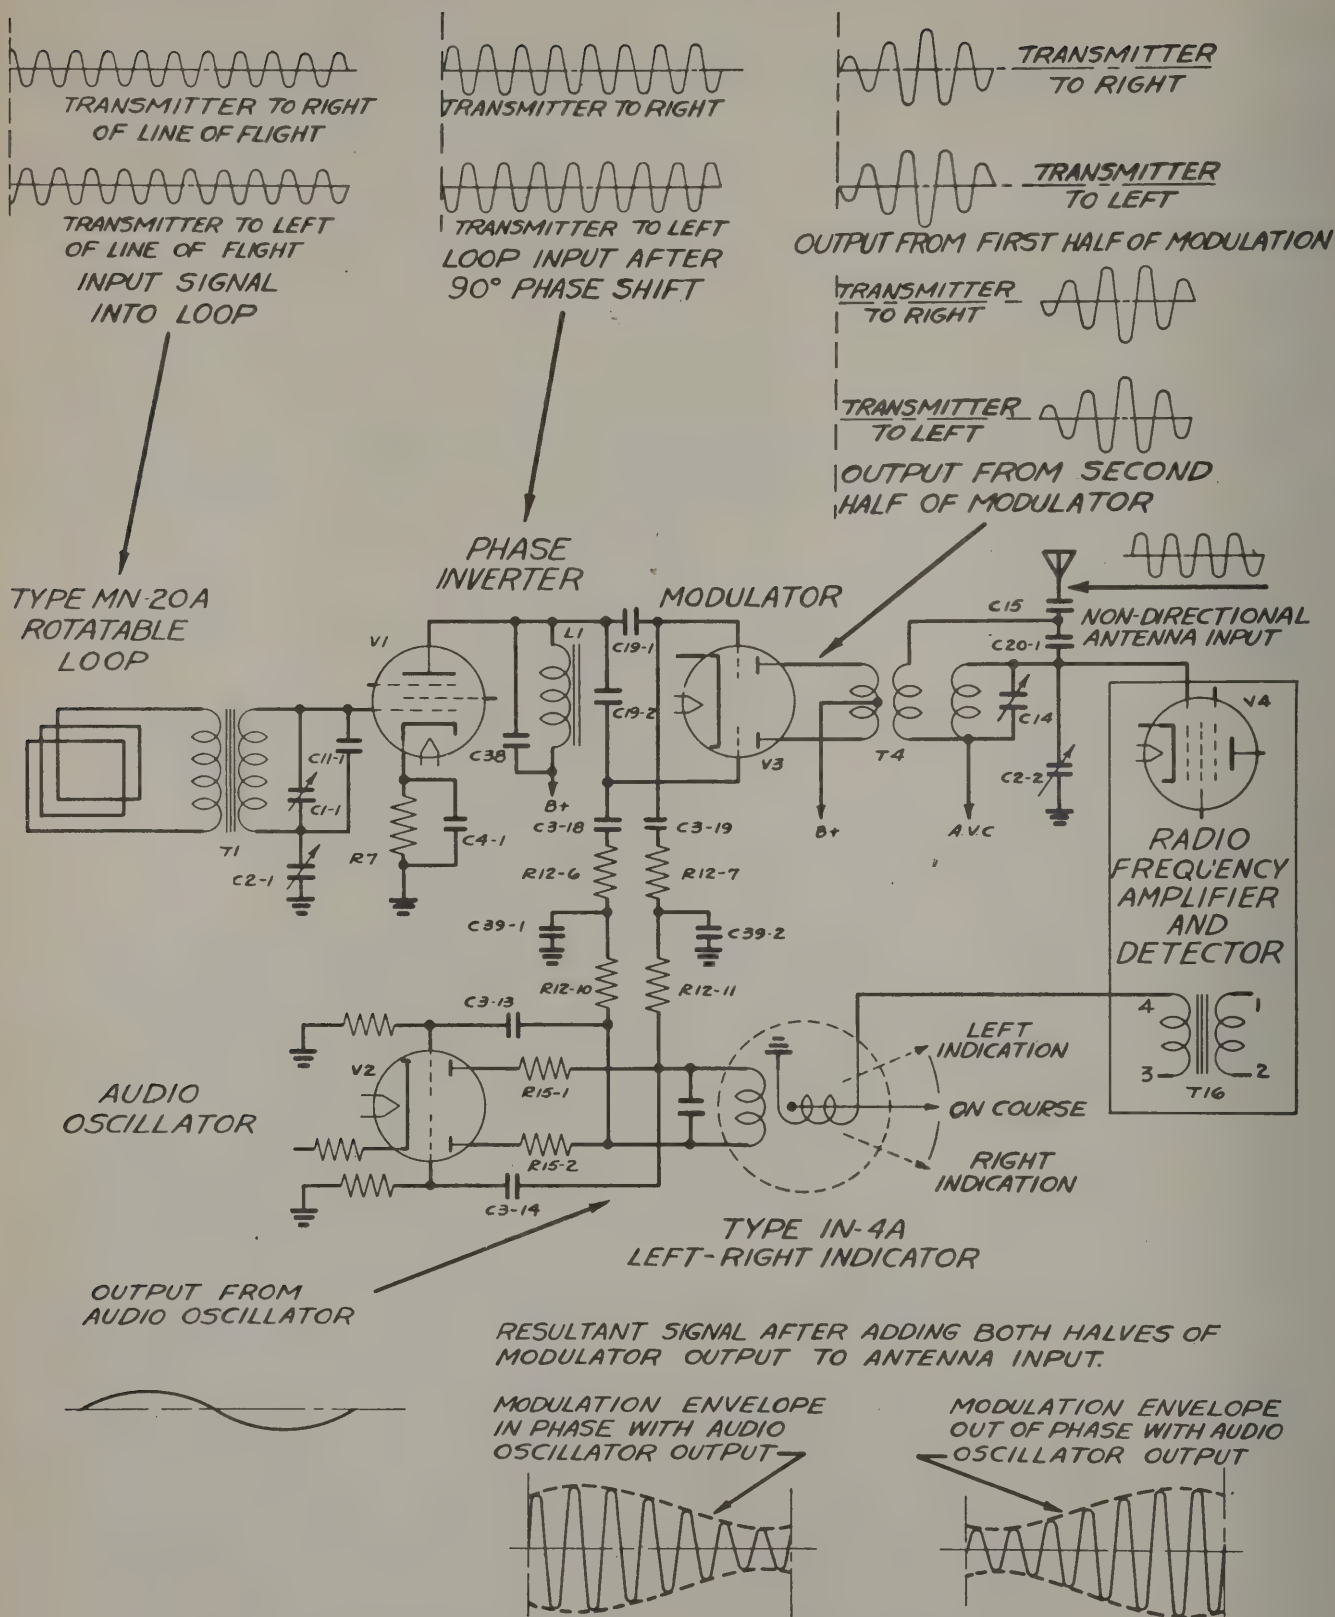 TRANSMITTER TO RIGHT
OF LINE OF FLIGHT
TRANSMITTER TO LEFT
OF LINE OF FLIGHT
INPUT SIGNAL
INTO LOOP
TRANSMITTER TO RIGHT
TRANSMITTER TO LEFT
LOOP INPUT AFTER
90° PHASE SHIFT
TRANSMITTER
TO RIGHT
TRANSMITTER
TO LEFT
OUTPUT FROM FIRST HALF OF MODULATION
TRANSMITTER
TO RIGHT
TRANSMITTER
TO LEFT
OUTPUT FROM SECOND
HALF OF MODULATOR
TYPE MN-20A
ROTATABLE
LOOP
PHASE
INVERTER
MODULATOR
NON-DIRECTIONAL
ANTENNA INPUT
V1
L1
C19-1
C15
C20-1
C11-1
C1-1
T1
C2-1
R7
C4-1
C38
B+
C19-2
V3
T4
C14
C2-2
B+
A.V.C
V4
C3-18
C3-19
R12-6
R12-7
C39-1
C39-2
R12-10
R12-11
RADIO
FREQUENCY
AMPLIFIER
AND
DETECTOR
4
1
3
2
T16
C3-13
V2
R15-1
R15-2
C3-14
AUDIO
OSCILLATOR
LEFT
INDICATION
ON COURSE
RIGHT
INDICATION
TYPE IN-4A
LEFT-RIGHT INDICATOR
OUTPUT FROM
AUDIO OSCILLATOR
RESULTANT SIGNAL AFTER ADDING BOTH HALVES OF
MODULATOR OUTPUT TO ANTENNA INPUT.
MODULATION ENVELOPE
IN PHASE WITH AUDIO
OSCILLATOR OUTPUT
MODULATION ENVELOPE
OUT OF PHASE WITH AUDIO
OSCILLATOR OUTPUT